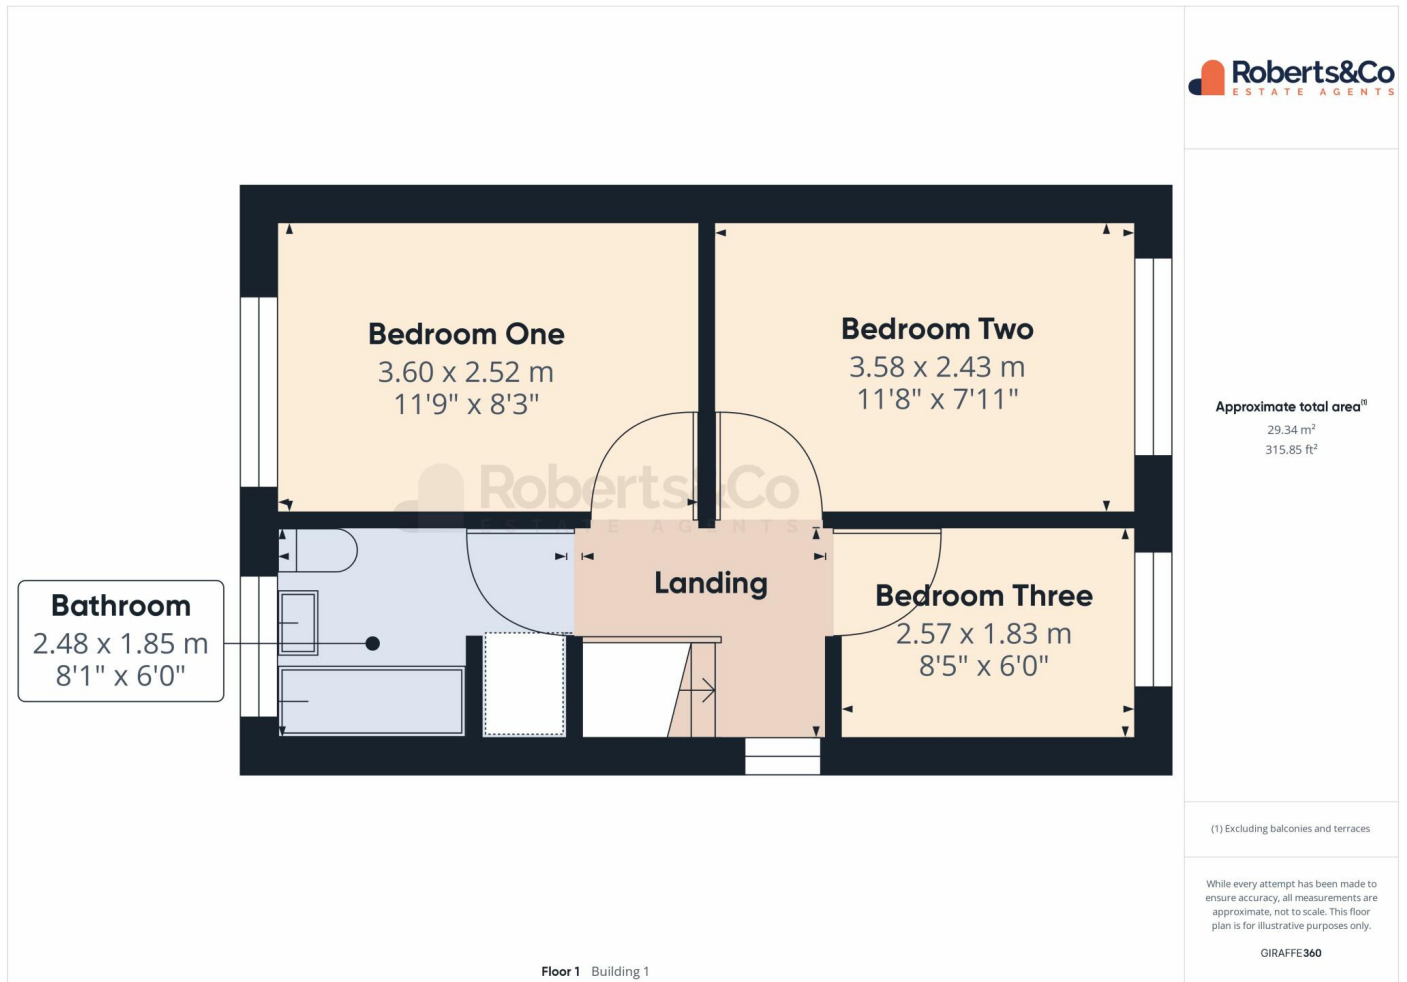 Roberts&Co
ESTATE AGENTS
Bedroom One
3.60 x 2.52 m
11'9" x 8'3"
Bedroom Two
3.58 x 2.43 m
11'8" x 7'11"
Roberts&Co
ESTATE AGENTS
Landing
Bathroom
2.48 x 1.85 m
8'1" x 6'0"
Bedroom Three
2.57 x 1.83 m
8'5" x 6'0"
Approximate total area(1)
29.34 m²
315.85 ft²
(1) Excluding balconies and terraces
While every attempt has been made to
ensure accuracy, all measurements are
approximate, not to scale. This floor
plan is for illustrative purposes only.
GIRAFFE360
Floor 1 Building 1